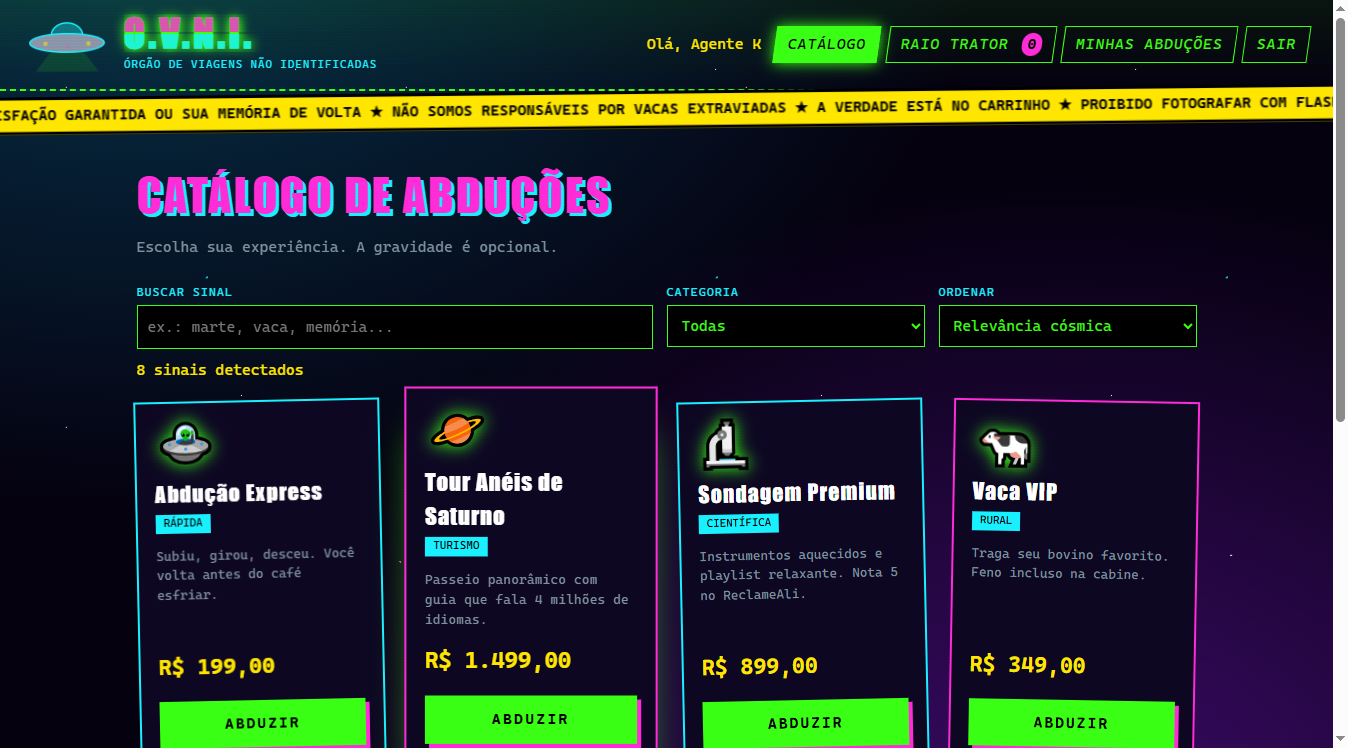 O.V.N.I.
ÓRGÃO DE VIAGENS NÃO IDENTIFICADAS
Olá, Agente K
CATÁLOGO
RAIO TRATOR 0
MINHAS ABDUÇÕES
SAIR
GARANTIDA OU SUA MEMÓRIA DE VOLTA ★ NÃO SOMOS RESPONSÁVEIS POR VACAS EXTRAVIADAS ★ A VERDADE ESTÁ NO CARRINHO ★ PROIBIDO FOTOGRAFAR COM
CATÁLOGO DE ABDUÇÕES
Escolha sua experiência. A gravidade é opcional.
BUSCAR SINAL
ex.: marte, vaca, memória...
CATEGORIA
Todas
ORDENAR
Relevância cósmica
8 sinais detectados
Abdução Express
RÁPIDA
Subiu, girou, desceu. Você
volta antes do café
esfriar.
R$ 199,00
ABDUZIR
Tour Anéis de
Saturno
TURISMO
Passeio panorâmico com
guia que fala 4 milhões de
idiomas.
R$ 1.499,00
ABDUZIR
Sondagem Premium
CIENTÍFICA
Instrumentos aquecidos e
playlist relaxante. Nota 5
no ReclameAli.
R$ 899,00
ABDUZIR
Vaca VIP
RURAL
Traga seu bovino favorito.
Feno incluso na cabine.
R$ 349,00
ABDUZIR